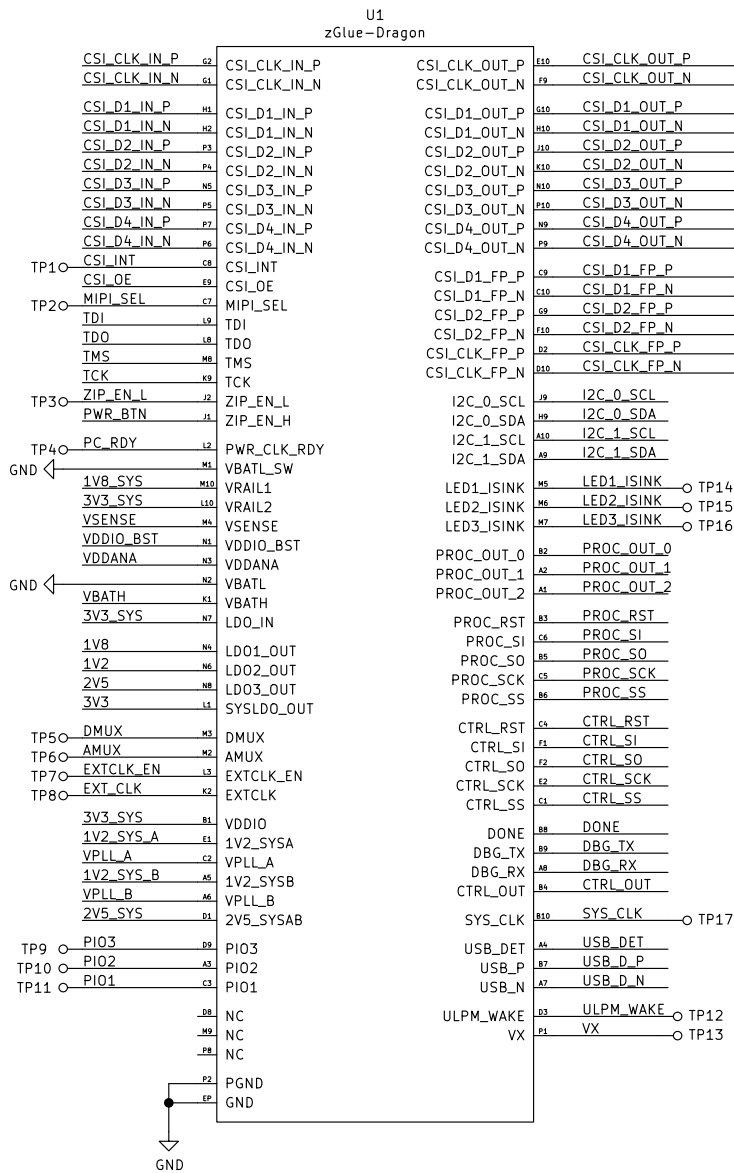 U1
zGlue-Dragon
CSI_CLK_IN_P G2 CSI_CLK_IN_P CSI_CLK_OUT_P E10 CSI_CLK_OUT_P
CSI_CLK_IN_N G1 CSI_CLK_IN_N CSI_CLK_OUT_N F9 CSI_CLK_OUT_N
CSI_D1_IN_P H1 CSI_D1_IN_P CSI_D1_OUT_P G10 CSI_D1_OUT_P
CSI_D1_IN_N H2 CSI_D1_IN_N CSI_D1_OUT_N H10 CSI_D1_OUT_N
CSI_D2_IN_P P3 CSI_D2_IN_P CSI_D2_OUT_P J10 CSI_D2_OUT_P
CSI_D2_IN_N P4 CSI_D2_IN_N CSI_D2_OUT_N K10 CSI_D2_OUT_N
CSI_D3_IN_P N5 CSI_D3_IN_P CSI_D3_OUT_P N10 CSI_D3_OUT_P
CSI_D3_IN_N P5 CSI_D3_IN_N CSI_D3_OUT_N P10 CSI_D3_OUT_N
CSI_D4_IN_P P7 CSI_D4_IN_P CSI_D4_OUT_P N9 CSI_D4_OUT_P
CSI_D4_IN_N P6 CSI_D4_IN_N CSI_D4_OUT_N P9 CSI_D4_OUT_N
TP1 CSI_INT C8 CSI_INT CSI_D1_FP_P C9 CSI_D1_FP_P
CSI_OE E9 CSI_OE CSI_D1_FP_N C10 CSI_D1_FP_N
TP2 MIPI_SEL C7 MIPI_SEL CSI_D2_FP_P G9 CSI_D2_FP_P
TDI L9 TDI CSI_D2_FP_N F10 CSI_D2_FP_N
TDO L8 TDO CSI_CLK_FP_P D2 CSI_CLK_FP_P
TMS M8 TMS CSI_CLK_FP_N D10 CSI_CLK_FP_N
TCK K9 TCK
TP3 ZIP_EN_L J2 ZIP_EN_L I2C_0_SCL J9 I2C_0_SCL
PWR_BTN J1 ZIP_EN_H I2C_0_SDA H9 I2C_0_SDA
I2C_1_SCL A10 I2C_1_SCL
TP4 PC_RDY L2 PWR_CLK_RDY I2C_1_SDA A9 I2C_1_SDA
GND M1 VBATL_SW
1V8_SYS M10 VRAIL1 LED1_ISINK M5 LED1_ISINK TP14
3V3_SYS L10 VRAIL2 LED2_ISINK M6 LED2_ISINK TP15
VSENSE M4 VSENSE LED3_ISINK M7 LED3_ISINK TP16
VDDIO_BST N1 VDDIO_BST PROC_OUT_0 B2 PROC_OUT_0
VDDANA N3 VDDANA PROC_OUT_1 A2 PROC_OUT_1
GND N2 VBATL PROC_OUT_2 A1 PROC_OUT_2
VBATH K1 VBATH
3V3_SYS N7 LDO_IN PROC_RST B3 PROC_RST
PROC_SI C6 PROC_SI
1V8 N4 LDO1_OUT PROC_SO B5 PROC_SO
1V2 N6 LDO2_OUT PROC_SCK C5 PROC_SCK
2V5 N8 LDO3_OUT PROC_SS B6 PROC_SS
3V3 L1 SYSLDO_OUT
CTRL_RST C4 CTRL_RST
TP5 DMUX M3 DMUX CTRL_SI F1 CTRL_SI
TP6 AMUX M2 AMUX CTRL_SO F2 CTRL_SO
TP7 EXTCLK_EN L3 EXTCLK_EN CTRL_SCK E2 CTRL_SCK
TP8 EXT_CLK K2 EXTCLK CTRL_SS C1 CTRL_SS
3V3_SYS B1 VDDIO DONE B8 DONE
1V2_SYS_A E1 1V2_SYSA DBG_TX B9 DBG_TX
VPLL_A C2 VPLL_A DBG_RX A8 DBG_RX
1V2_SYS_B A5 1V2_SYSB CTRL_OUT B4 CTRL_OUT
VPLL_B A6 VPLL_B
2V5_SYS D1 2V5_SYSAB SYS_CLK B10 SYS_CLK TP17
TP9 PIO3 D9 PIO3 USB_DET A4 USB_DET
TP10 PIO2 A3 PIO2 USB_P B7 USB_D_P
TP11 PIO1 C3 PIO1 USB_N A7 USB_D_N
D8 NC ULPM_WAKE D3 ULPM_WAKE TP12
M9 NC VX P1 VX TP13
P8 NC
P2 PGND
EP GND
GND